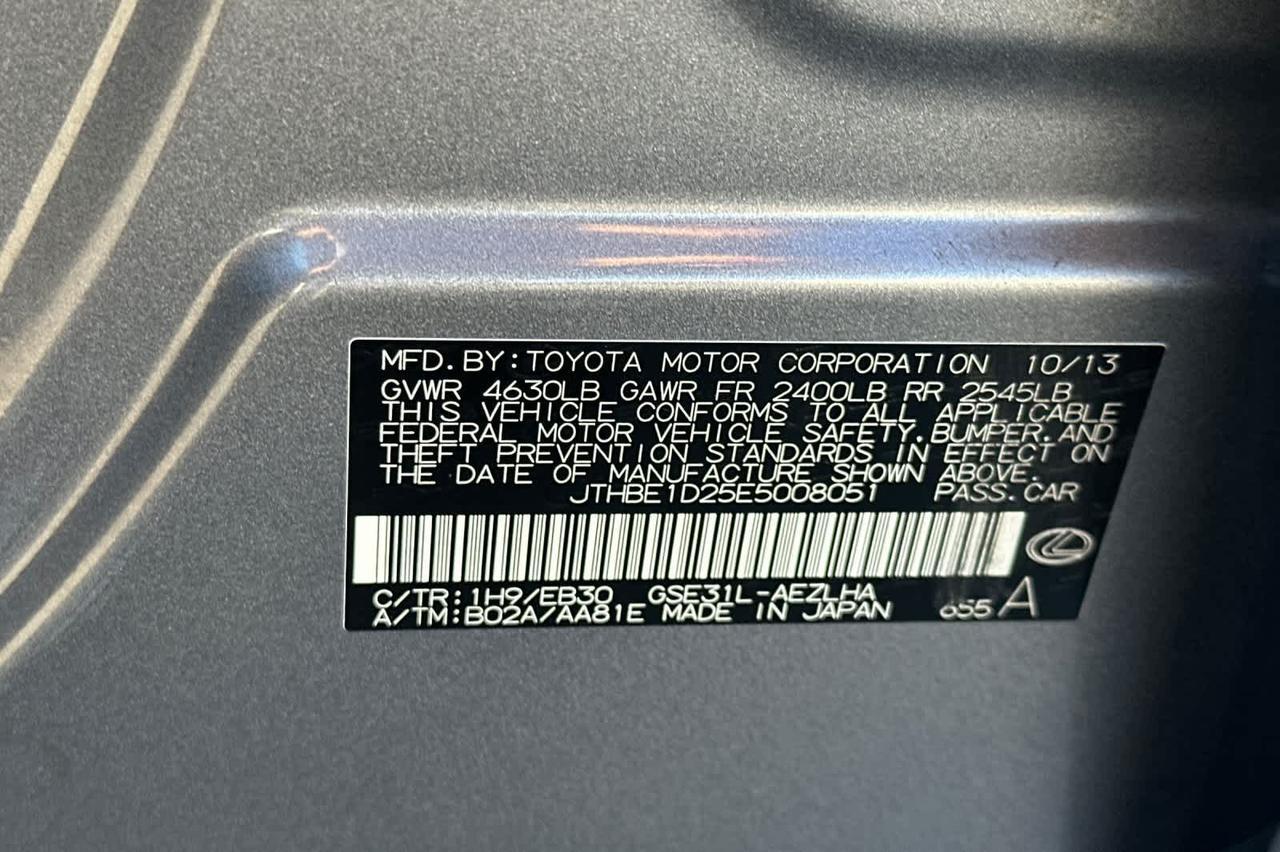 MFD. BY: TOYOTA MOTOR CORPORATION 10/13
GVWR 4630LB GAWR FR 2400LB RR 2545LB
THIS VEHICLE CONFORMS TO ALL APPLICABLE
FEDERAL MOTOR VEHICLE SAFETY, BUMPER, AND
THEFT PREVENTION STANDARDS IN EFFECT ON
THE DATE OF MANUFACTURE SHOWN ABOVE.
JTHBE1D25E5008051 PASS. CAR
C/TR: 1H9/EB30 GSE31L-AEZLHA
A/TM: B02A/AA81E MADE IN JAPAN 655 A